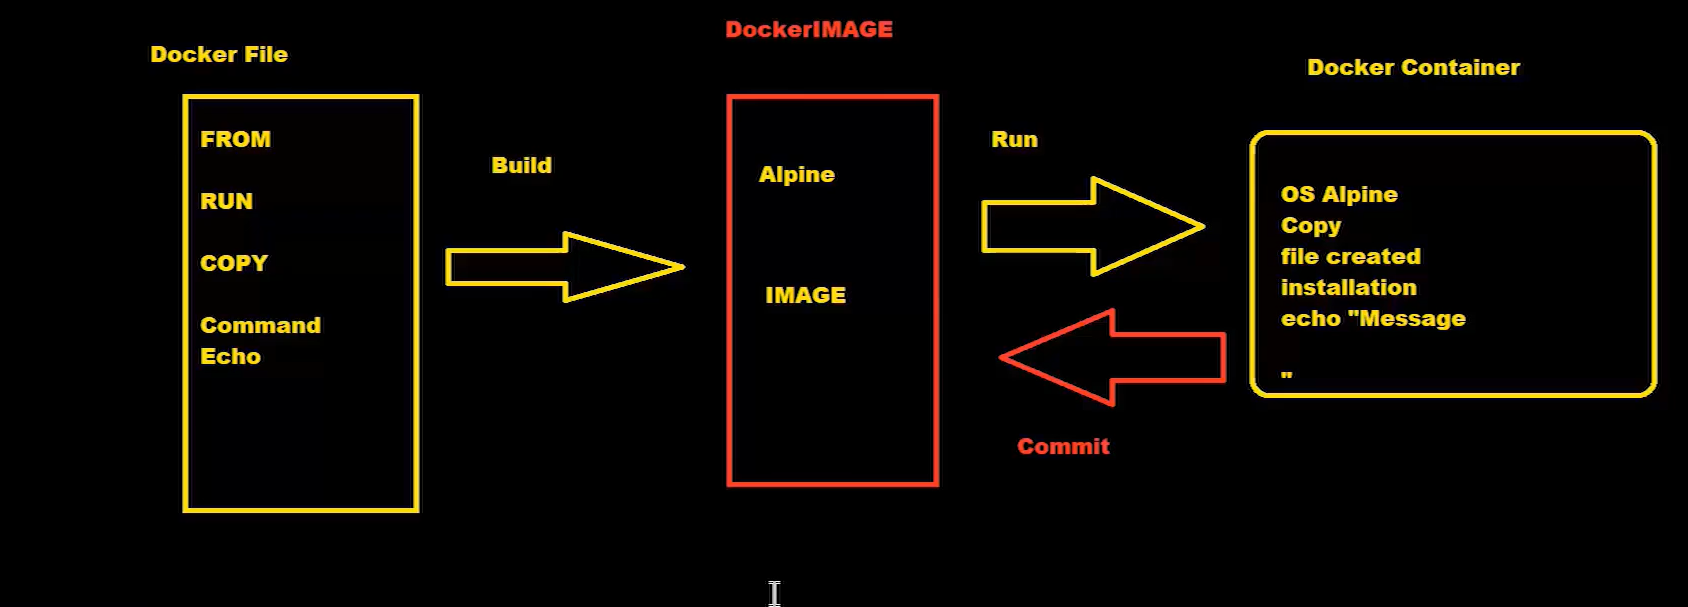 Docker File
FROM
RUN
COPY
Command
Echo
Build
DockerIMAGE
Alpine
IMAGE
Run
Commit
Docker Container
OS Alpine
Copy
file created
installation
echo "Message
"